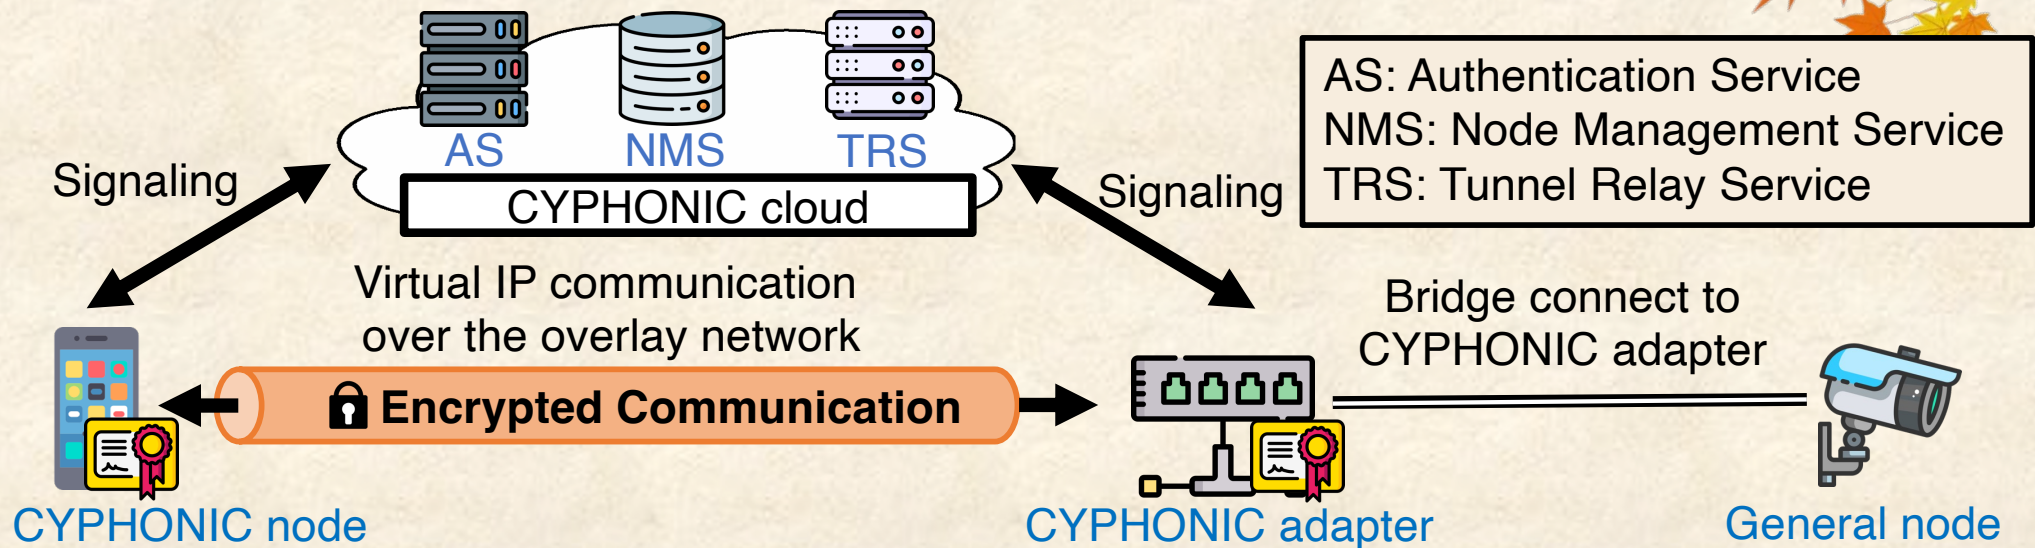 AS
NMS
TRS
CYPHONIC cloud
AS: Authentication Service
NMS: Node Management Service
TRS: Tunnel Relay Service
Signaling
Signaling
Virtual IP communication
over the overlay network
Bridge connect to
CYPHONIC adapter
Encrypted Communication
CYPHONIC node
CYPHONIC adapter
General node